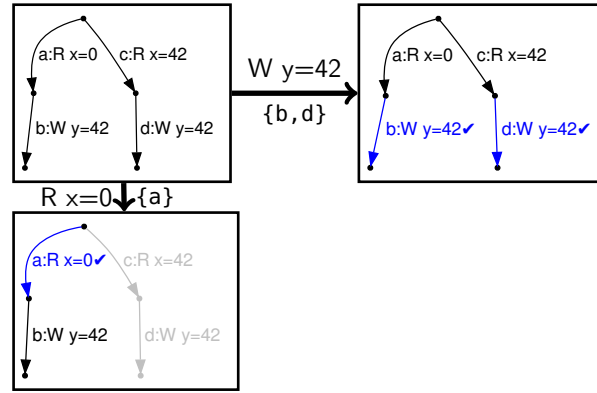 a:R x=0 c:R x=42
b:W y=42 d:W y=42
W y=42
{b,d}
a:R x=0 c:R x=42
b:W y=42✔ d:W y=42✔
R x=0 {a}
a:R x=0✔ c:R x=42
b:W y=42 d:W y=42